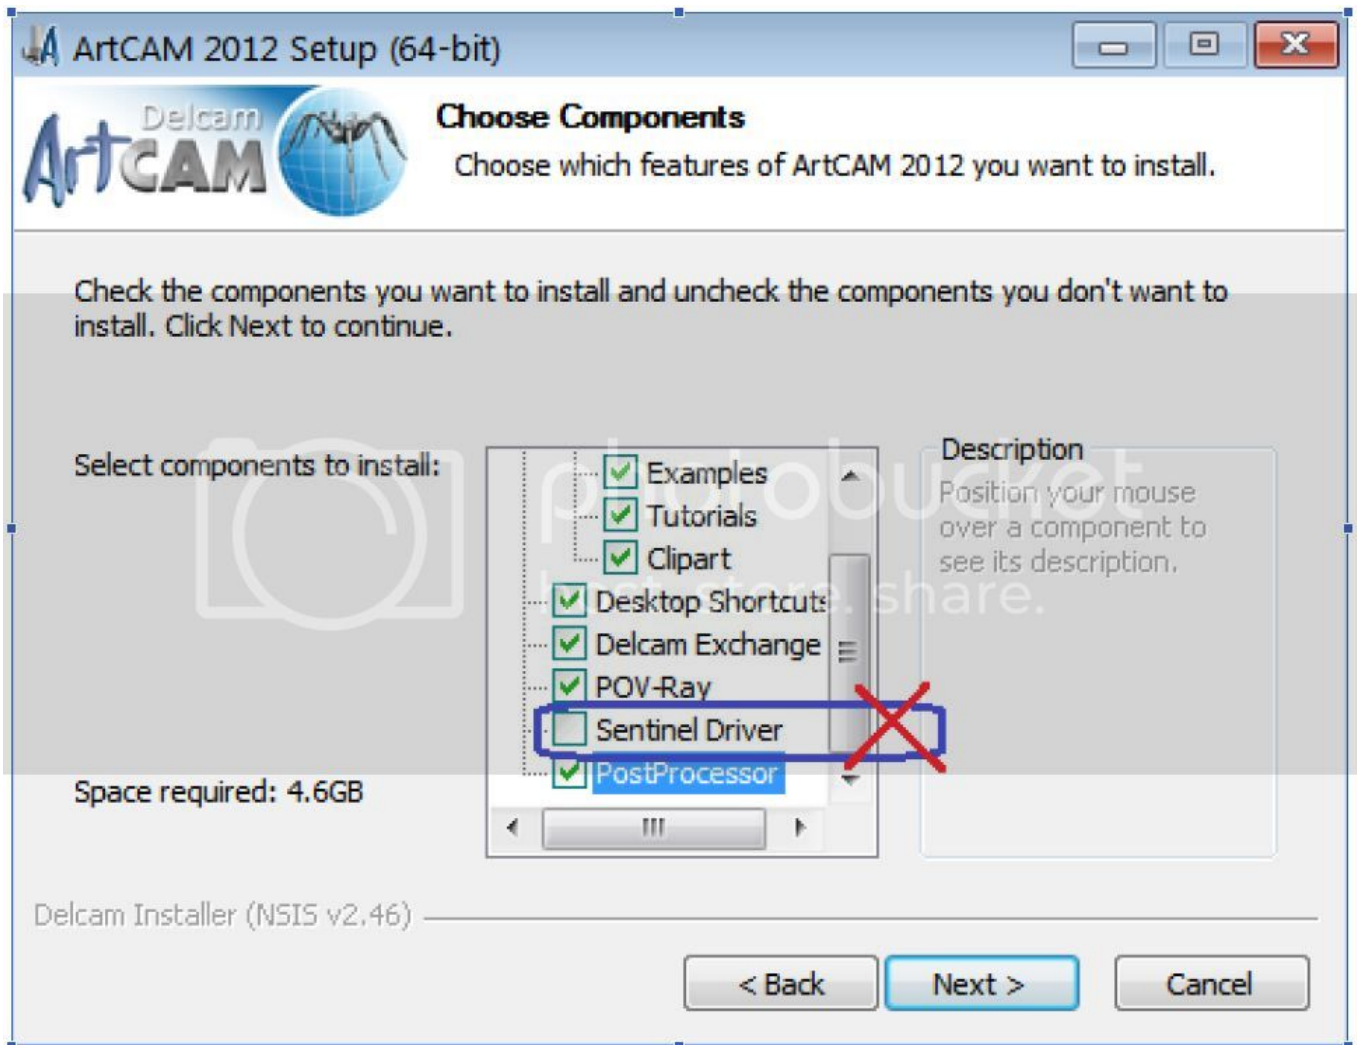 ArtCAM 2012 Setup (64-bit)
Delcam
ArtCAM
Choose Components
Choose which features of ArtCAM 2012 you want to install.
Check the components you want to install and uncheck the components you don't want to
install. Click Next to continue.
Select components to install:
Examples
Tutorials
Clipart
Desktop Shortcuts
Delcam Exchange
POV-Ray
Sentinel Driver
PostProcessor
Description
Position your mouse
over a component to
see its description.
photobucket
host. store. share.
Space required: 4.6GB
Delcam Installer (NSIS v2.46)
< Back
Next >
Cancel